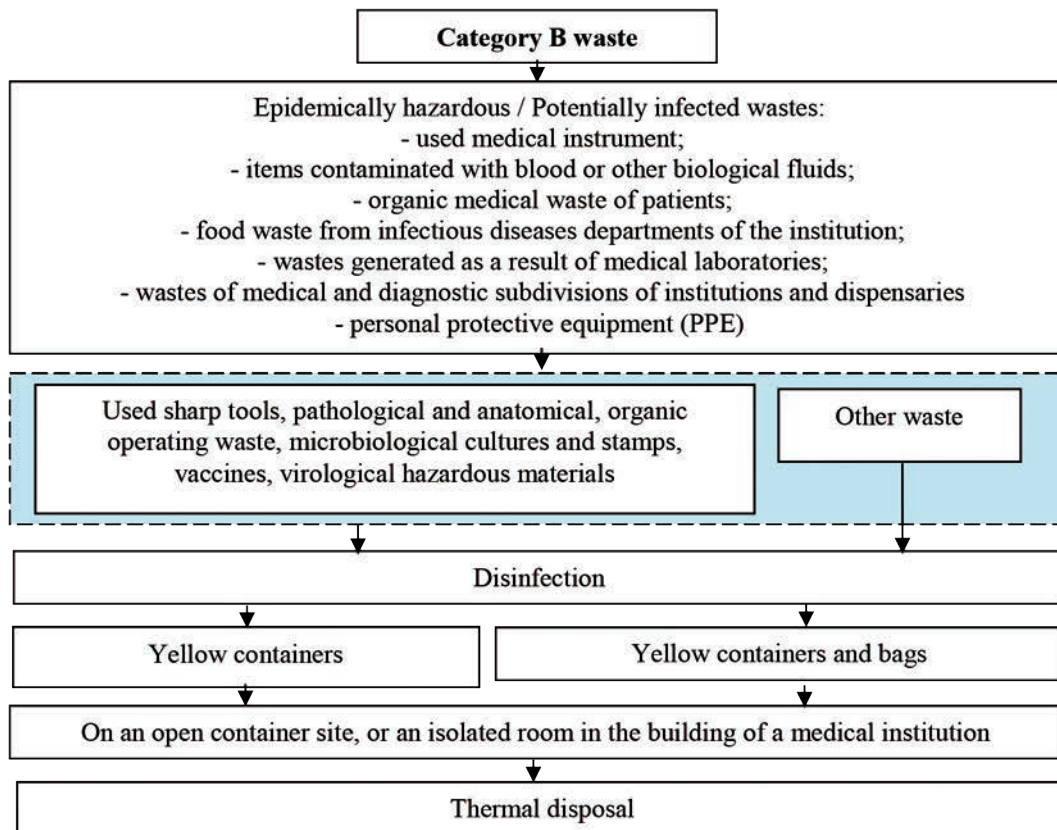 Category B waste
Epidemically hazardous / Potentially infected wastes:
- used medical instrument;
- items contaminated with blood or other biological fluids;
- organic medical waste of patients;
- food waste from infectious diseases departments of the institution;
- wastes generated as a result of medical laboratories;
- wastes of medical and diagnostic subdivisions of institutions and dispensaries
- personal protective equipment (PPE)
Used sharp tools, pathological and anatomical, organic
operating waste, microbiological cultures and stamps,
vaccines, virological hazardous materials
Other waste
Disinfection
Yellow containers
Yellow containers and bags
On an open container site, or an isolated room in the building of a medical institution
Thermal disposal